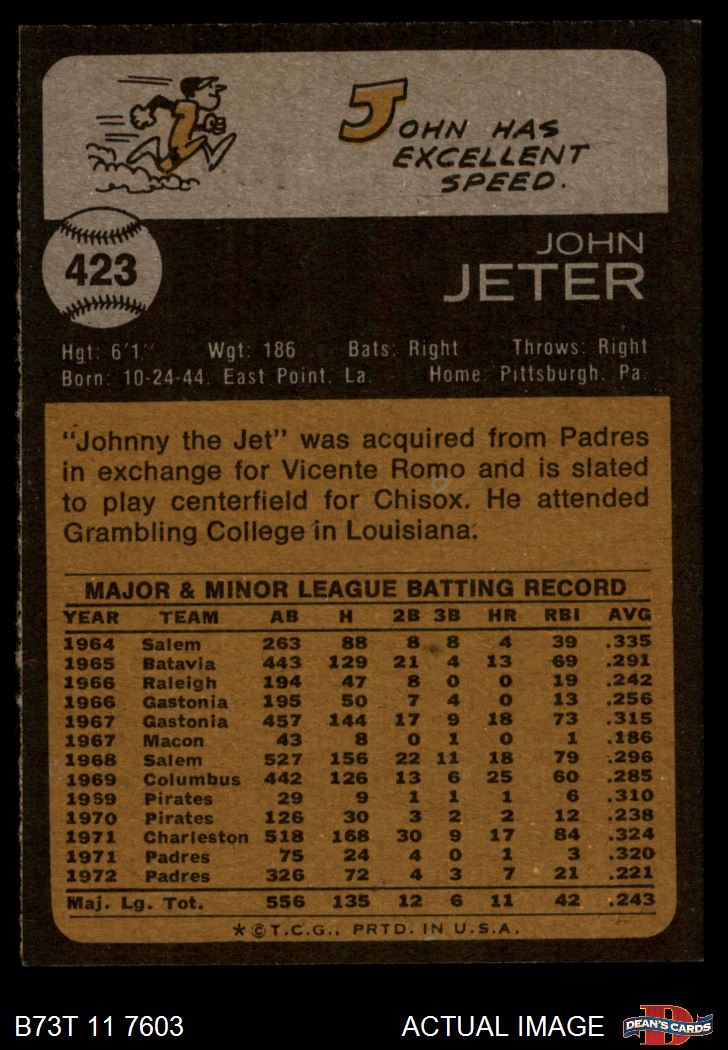 JOHN HAS
EXCELLENT
SPEED.
423
JOHN
JETER
Hgt: 6'1" Wgt: 186 Bats: Right Throws: Right
Born: 10-24-44, East Point, La. Home: Pittsburgh, Pa.
"Johnny the Jet" was acquired from Padres
in exchange for Vicente Romo and is slated
to play centerfield for Chisox. He attended
Grambling College in Louisiana.
MAJOR & MINOR LEAGUE BATTING RECORD
YEAR TEAM AB H 2B 3B HR RBI AVG
1964 Salem 263 88 8 8 4 39 .335
1965 Batavia 443 129 21 4 13 69 .291
1966 Raleigh 194 47 8 0 0 19 .242
1966 Gastonia 195 50 7 4 0 13 .256
1967 Gastonia 457 144 17 9 18 73 .315
1967 Macon 43 8 0 1 0 1 .186
1968 Salem 527 156 22 11 18 79 .296
1969 Columbus 442 126 13 6 25 60 .285
1959 Pirates 29 9 1 1 1 6 .310
1970 Pirates 126 30 3 2 2 12 .238
1971 Charleston 518 168 30 9 17 84 .324
1971 Padres 75 24 4 0 1 3 .320
1972 Padres 326 72 4 3 7 21 .221
Maj. Lg. Tot. 556 135 12 6 11 42 .243
*©T.C.G., PRTD. IN U.S.A.
B73T 11 7603 ACTUAL IMAGE
D
DEAN'S CARDS